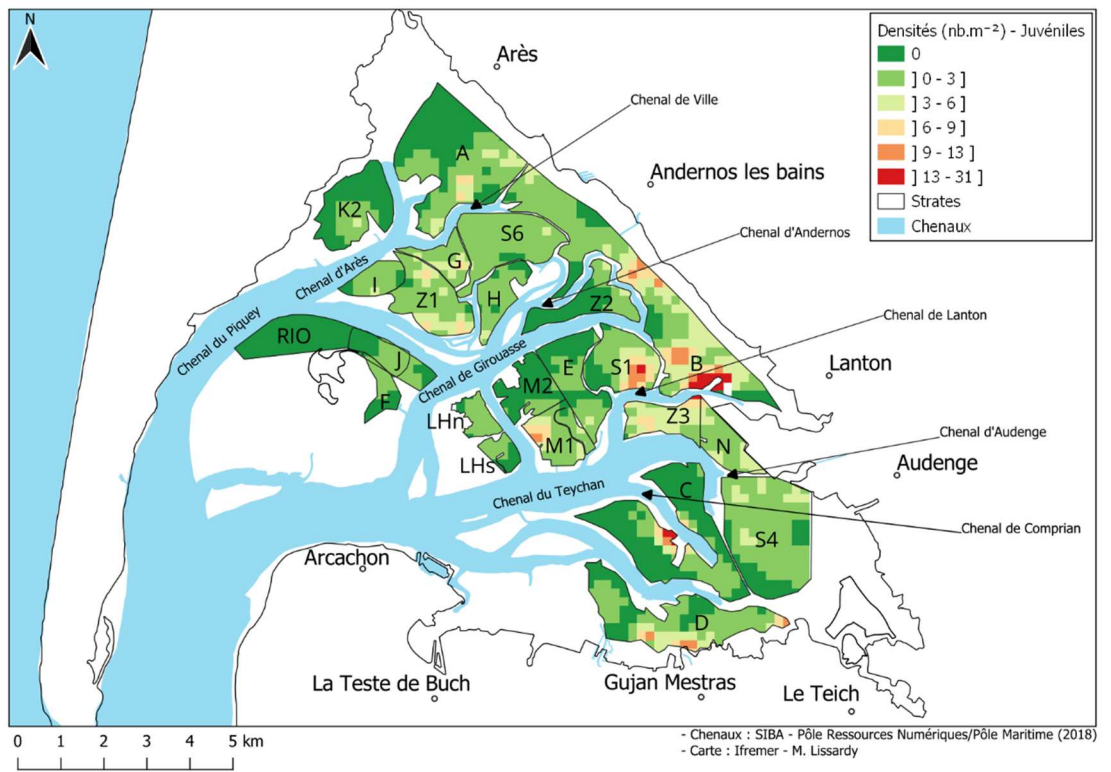 N
Arès
Chenal de Ville
Andernos les bains
Chenal d'Andernos
Chenal de Lanton
Lanton
Chenal d'Audenge
Audenge
Chenal de Comprian
Densités (nb.m⁻²) - Juvéniles
0
] 0 - 3 ]
] 3 - 6 ]
] 6 - 9 ]
] 9 - 13 ]
] 13 - 31 ]
Strates
Chenaux
A
K2
S6
G
Chenal d'Arès
I
Z1
H
Z2
Chenal du Piquey
RIO
J
Chenal de Girouasse
F
M2
E
S1
B
LHn
Z3
M1
N
LHs
Chenal du Teychan
C
S4
Arcachon
D
La Teste de Buch
Gujan Mestras
Le Teich
0 1 2 3 4 5 km
- Chenaux : SIBA - Pôle Ressources Numériques/Pôle Maritime (2018)
- Carte : Ifremer - M. Lissardy